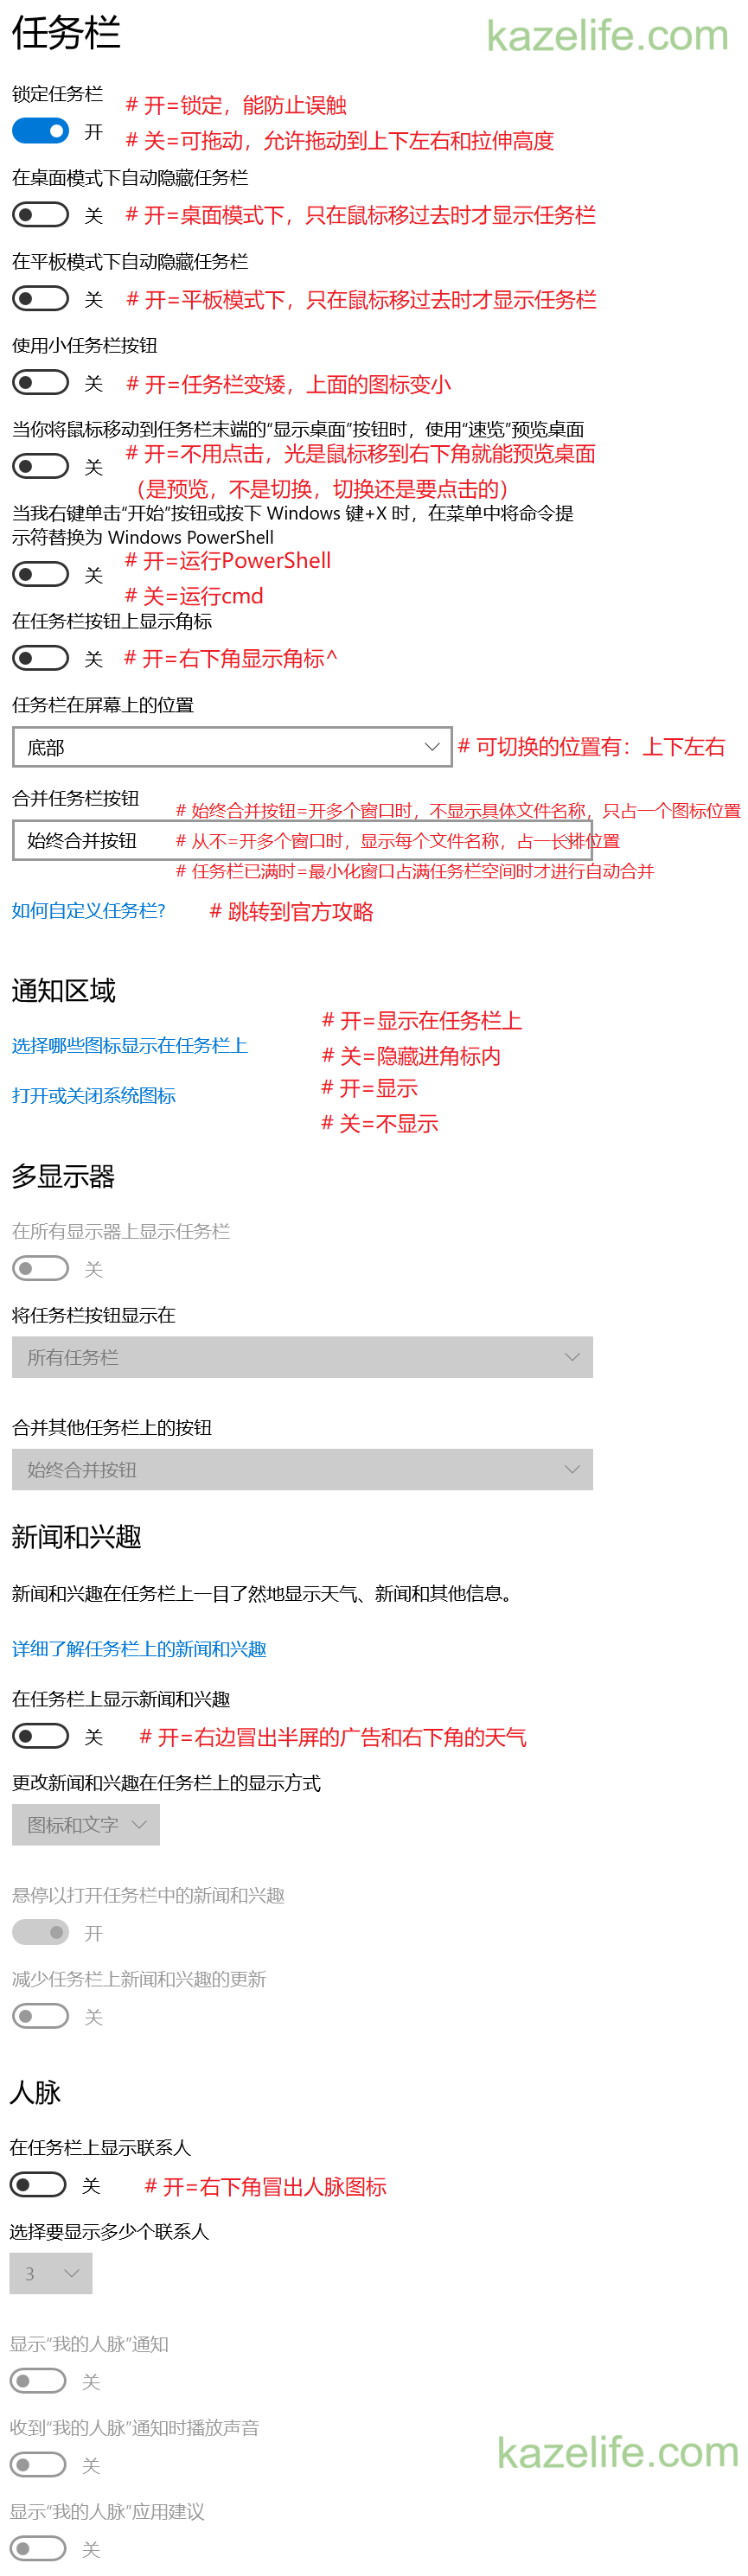 任务栏
kazelife.com
锁定任务栏
# 开=锁定，能防止误触
开
# 关=可拖动，允许拖动到上下左右和拉伸高度
在桌面模式下自动隐藏任务栏
关
# 开=桌面模式下，只在鼠标移过去时才显示任务栏
在平板模式下自动隐藏任务栏
关
# 开=平板模式下，只在鼠标移过去时才显示任务栏
使用小任务栏按钮
关
# 开=任务栏变矮，上面的图标变小
当你将鼠标移动到任务栏末端的“显示桌面”按钮时，使用“速览”预览桌面
# 开=不用点击，光是鼠标移到右下角就能预览桌面
关
（是预览，不是切换，切换还是要点击的）
当我右键单击“开始”按钮或按下 Windows 键+X 时，在菜单中将命令提
示符替换为 Windows PowerShell
# 开=运行PowerShell
关
# 关=运行cmd
在任务栏按钮上显示角标
关
# 开=右下角显示角标^
任务栏在屏幕上的位置
底部
# 可切换的位置有：上下左右
合并任务栏按钮
# 始终合并按钮=开多个窗口时，不显示具体文件名称，只占一个图标位置
始终合并按钮
# 从不=开多个窗口时，显示每个文件名称，占一长排位置
# 任务栏已满时=最小化窗口占满任务栏空间时才进行自动合并
如何自定义任务栏?
# 跳转到官方攻略
通知区域
# 开=显示在任务栏上
选择哪些图标显示在任务栏上
# 关=隐藏进角标内
# 开=显示
打开或关闭系统图标
# 关=不显示
多显示器
在所有显示器上显示任务栏
关
将任务栏按钮显示在
所有任务栏
合并其他任务栏上的按钮
始终合并按钮
新闻和兴趣
新闻和兴趣在任务栏上一目了然地显示天气、新闻和其他信息。
详细了解任务栏上的新闻和兴趣
在任务栏上显示新闻和兴趣
关
# 开=右边冒出半屏的广告和右下角的天气
更改新闻和兴趣在任务栏上的显示方式
图标和文字
悬停以打开任务栏中的新闻和兴趣
开
减少任务栏上新闻和兴趣的更新
关
人脉
在任务栏上显示联系人
关
# 开=右下角冒出人脉图标
选择要显示多少个联系人
3
显示“我的人脉”通知
关
收到“我的人脉”通知时播放声音
kazelife.com
关
显示“我的人脉”应用建议
关